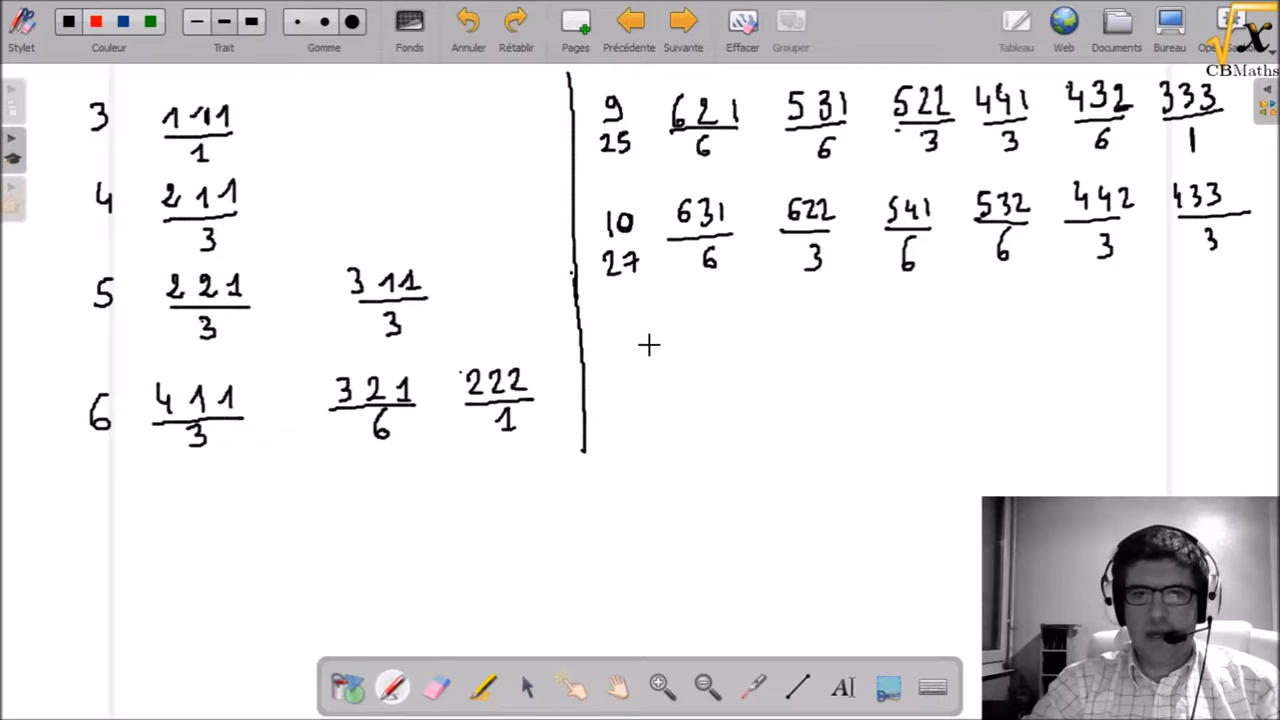 Stylet Couleur Trait Gomme Fonds Annuler Rétablir Pages Précédente Suivante Effacer Grouper Tableau Web Documents Bureau
√x
CBMaths
3 111
1
4 211
3
5 221 311
3 3
6 411 321 222
3 6 1
9 621 531 522 441 432 333
25 6 6 3 3 6 1
10 631 622 541 532 442 433
27 6 3 6 6 3 3
AI